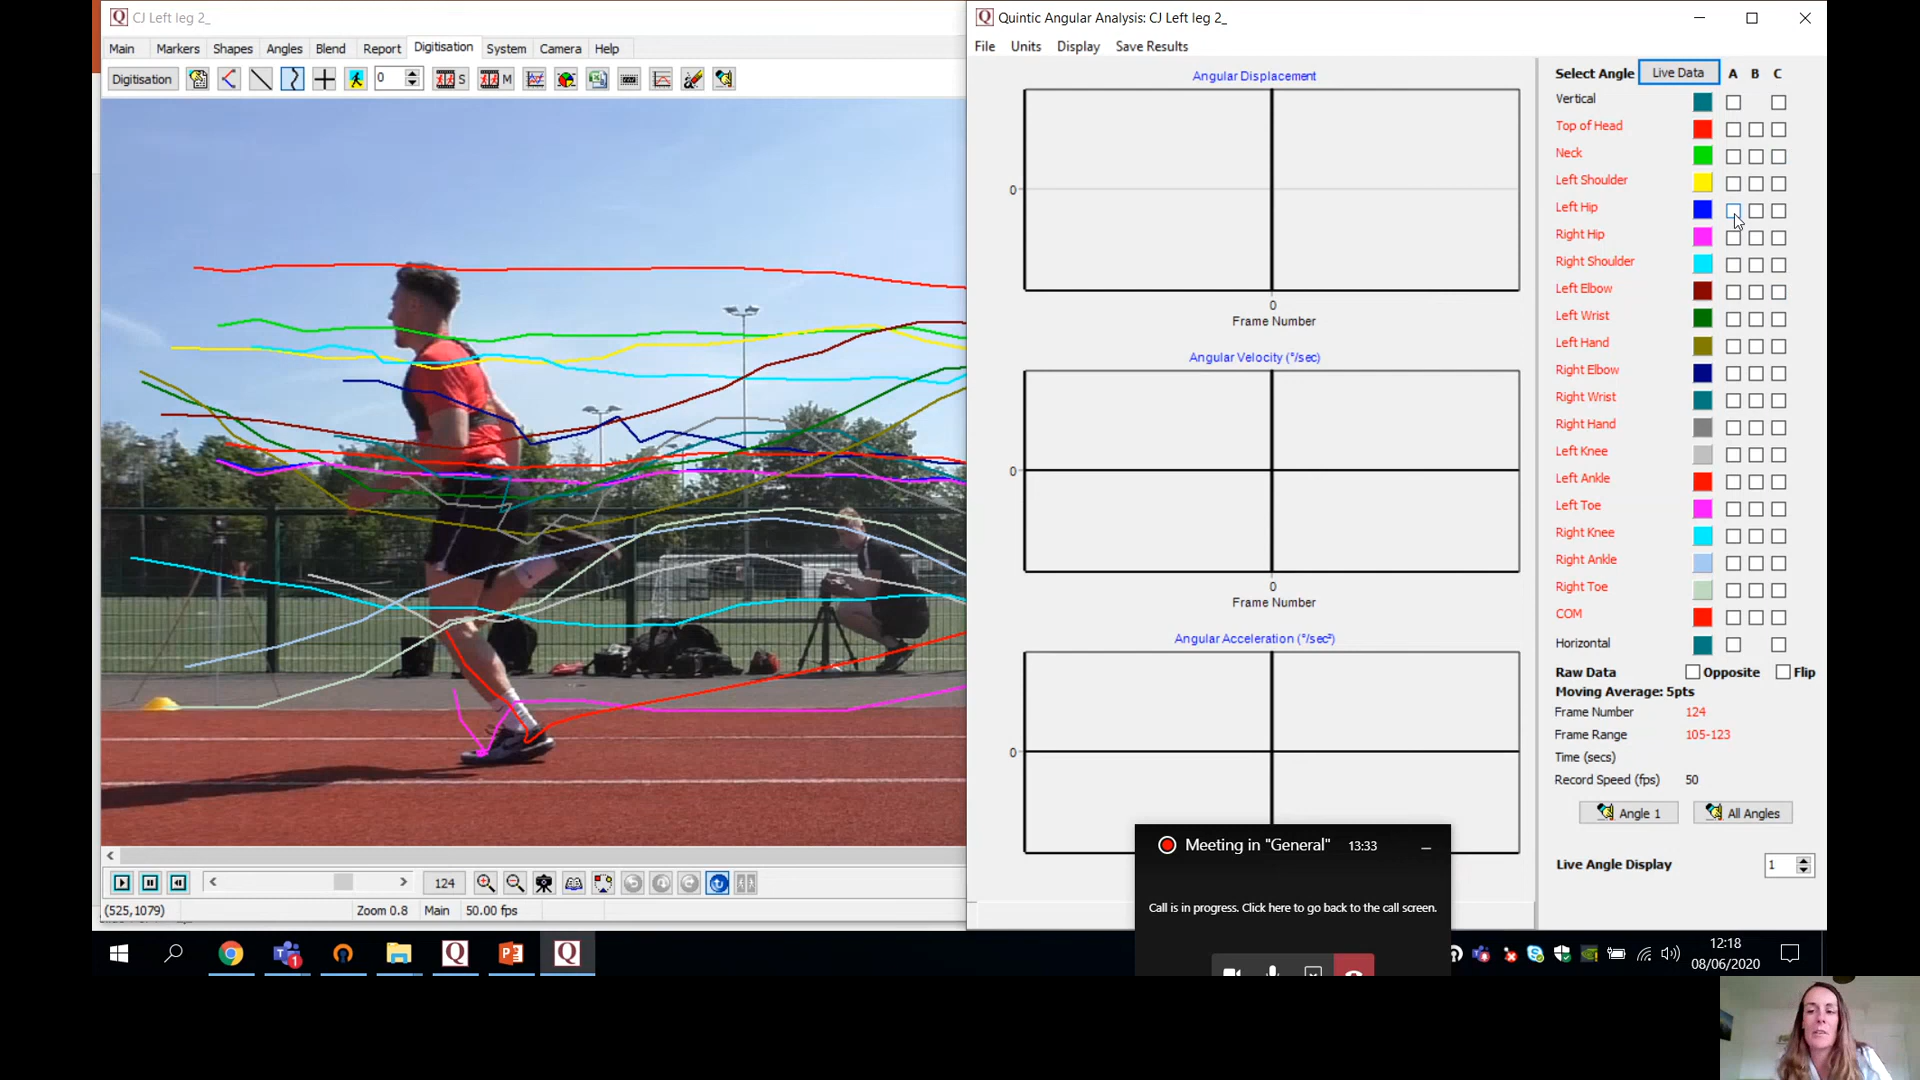 CJ Left leg 2_
Main Markers Shapes Angles Blend Report Digitisation System Camera Help
Digitisation 0 S M
124
(525,1079) Zoom 0.8 Main 50.00 fps
Quintic Angular Analysis: CJ Left leg 2_
File Units Display Save Results
Angular Displacement
0
0
Frame Number
Angular Velocity (°/sec)
0
0
Frame Number
Angular Acceleration (°/sec²)
0
Select Angle Live Data A B C
Vertical
Top of Head
Neck
Left Shoulder
Left Hip
Right Hip
Right Shoulder
Left Elbow
Left Wrist
Left Hand
Right Elbow
Right Wrist
Right Hand
Left Knee
Left Ankle
Left Toe
Right Knee
Right Ankle
Right Toe
COM
Horizontal
Raw Data Opposite Flip
Moving Average: 5pts
Frame Number 124
Frame Range 105-123
Time (secs)
Record Speed (fps) 50
Angle 1 All Angles
Live Angle Display 1
Meeting in "General" 13:33
Call is in progress. Click here to go back to the call screen.
12:18
08/06/2020